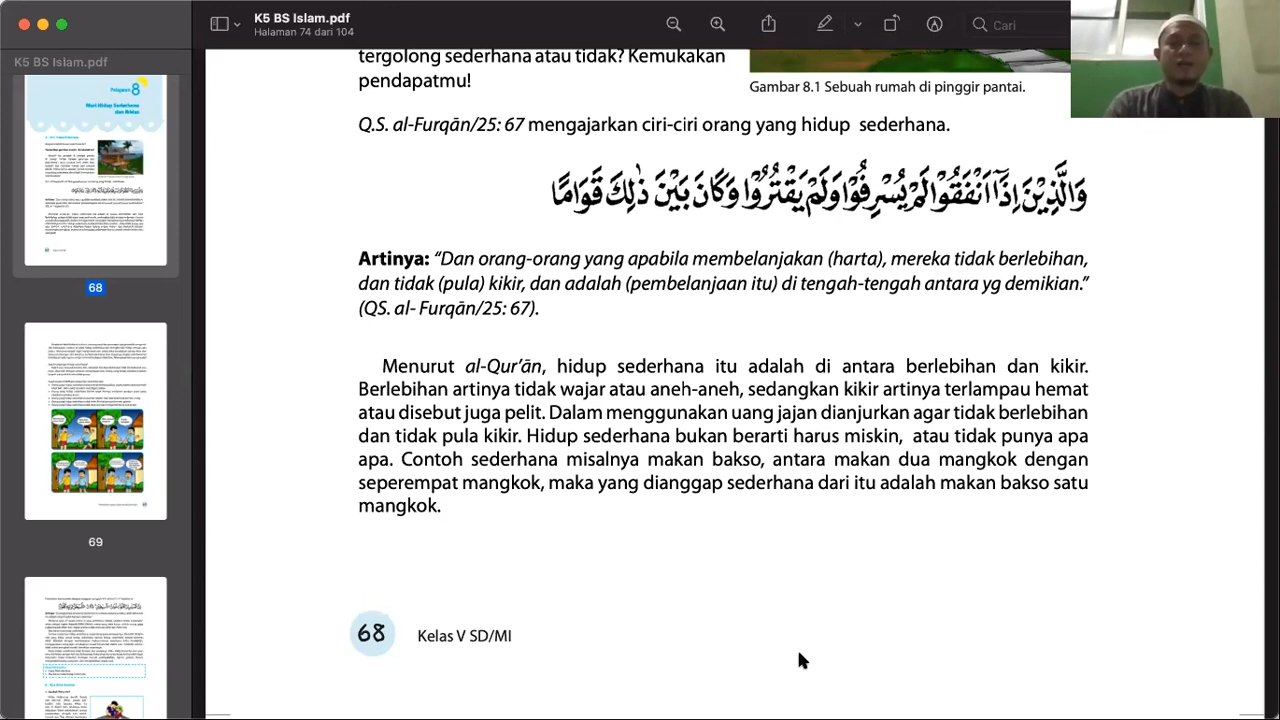 K5 BS Islam.pdf
Halaman 74 dari 104
Cari
K5 BS Islam.pdf
Pelajaran 8
Mari Hidup Sederhana
dan Ikhlas
68
69
tergolong sederhana atau tidak? Kemukakan
pendapatmu!
Gambar 8.1 Sebuah rumah di pinggir pantai.
Q.S. al-Furqān/25: 67 mengajarkan ciri-ciri orang yang hidup sederhana.
وَالَّذِيْنَ اِذَآ اَنْفَقُوْا لَمْ يُسْرِفُوْا وَلَمْ يَقْتُرُوْا وَكَانَ بَيْنَ ذٰلِكَ قَوَامًا
Artinya: “Dan orang-orang yang apabila membelanjakan (harta), mereka tidak berlebihan,
dan tidak (pula) kikir, dan adalah (pembelanjaan itu) di tengah-tengah antara yg demikian.”
(QS. al- Furqān/25: 67).
Menurut al-Qur’ān, hidup sederhana itu adalah di antara berlebihan dan kikir.
Berlebihan artinya tidak wajar atau aneh-aneh, sedangkan kikir artinya terlampau hemat
atau disebut juga pelit. Dalam menggunakan uang jajan dianjurkan agar tidak berlebihan
dan tidak pula kikir. Hidup sederhana bukan berarti harus miskin, atau tidak punya apa
apa. Contoh sederhana misalnya makan bakso, antara makan dua mangkok dengan
seperempat mangkok, maka yang dianggap sederhana dari itu adalah makan bakso satu
mangkok.
68 Kelas V SD/MI